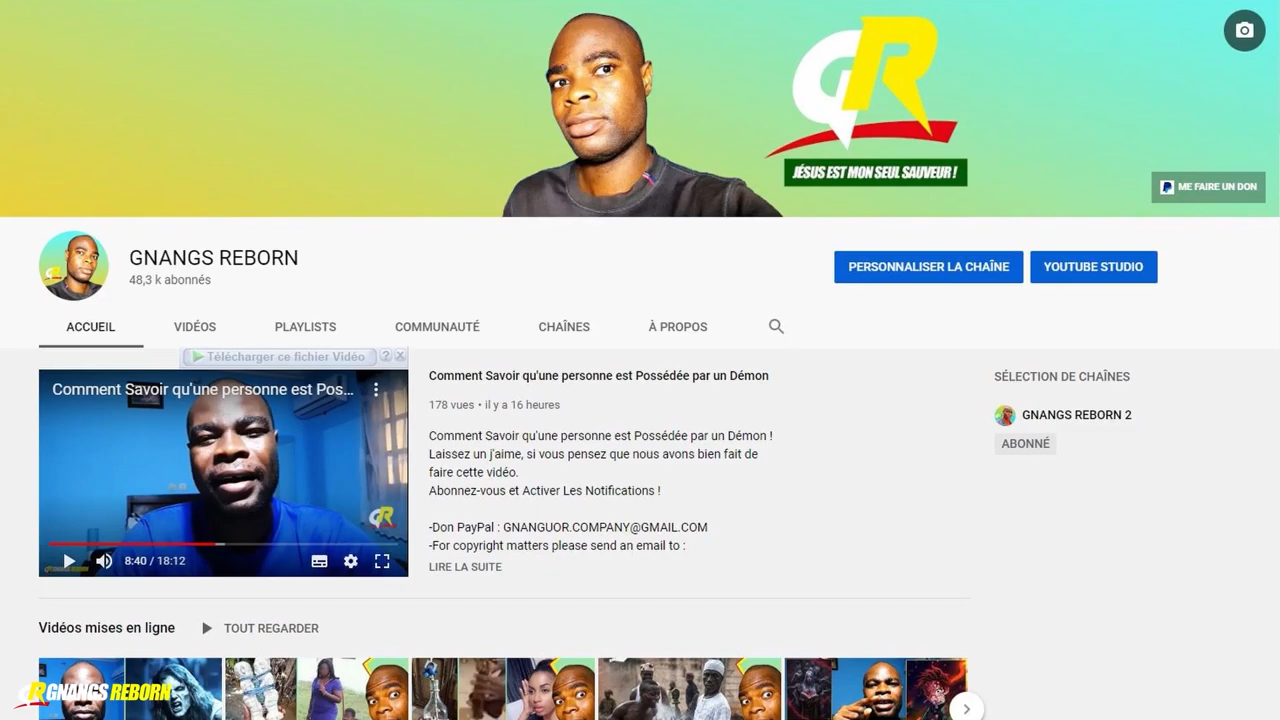 GR
JÉSUS EST MON SEUL SAUVEUR !
ME FAIRE UN DON
GNANGS REBORN
48,3 k abonnés
PERSONNALISER LA CHAÎNE
YOUTUBE STUDIO
ACCUEIL
VIDÉOS
PLAYLISTS
COMMUNAUTÉ
CHAÎNES
À PROPOS
Télécharger ce fichier Vidéo ? X
Comment Savoir qu'une personne est Pos...
GR
8:40 / 18:12
Comment Savoir qu'une personne est Possédée par un Démon
178 vues • il y a 16 heures
Comment Savoir qu'une personne est Possédée par un Démon !
Laissez un j'aime, si vous pensez que nous avons bien fait de
faire cette vidéo.
Abonnez-vous et Activer Les Notifications !
-Don PayPal : GNANGUOR.COMPANY@GMAIL.COM
-For copyright matters please send an email to :
LIRE LA SUITE
SÉLECTION DE CHAÎNES
GNANGS REBORN 2
ABONNÉ
Vidéos mises en ligne
TOUT REGARDER
GR GNANGS REBORN